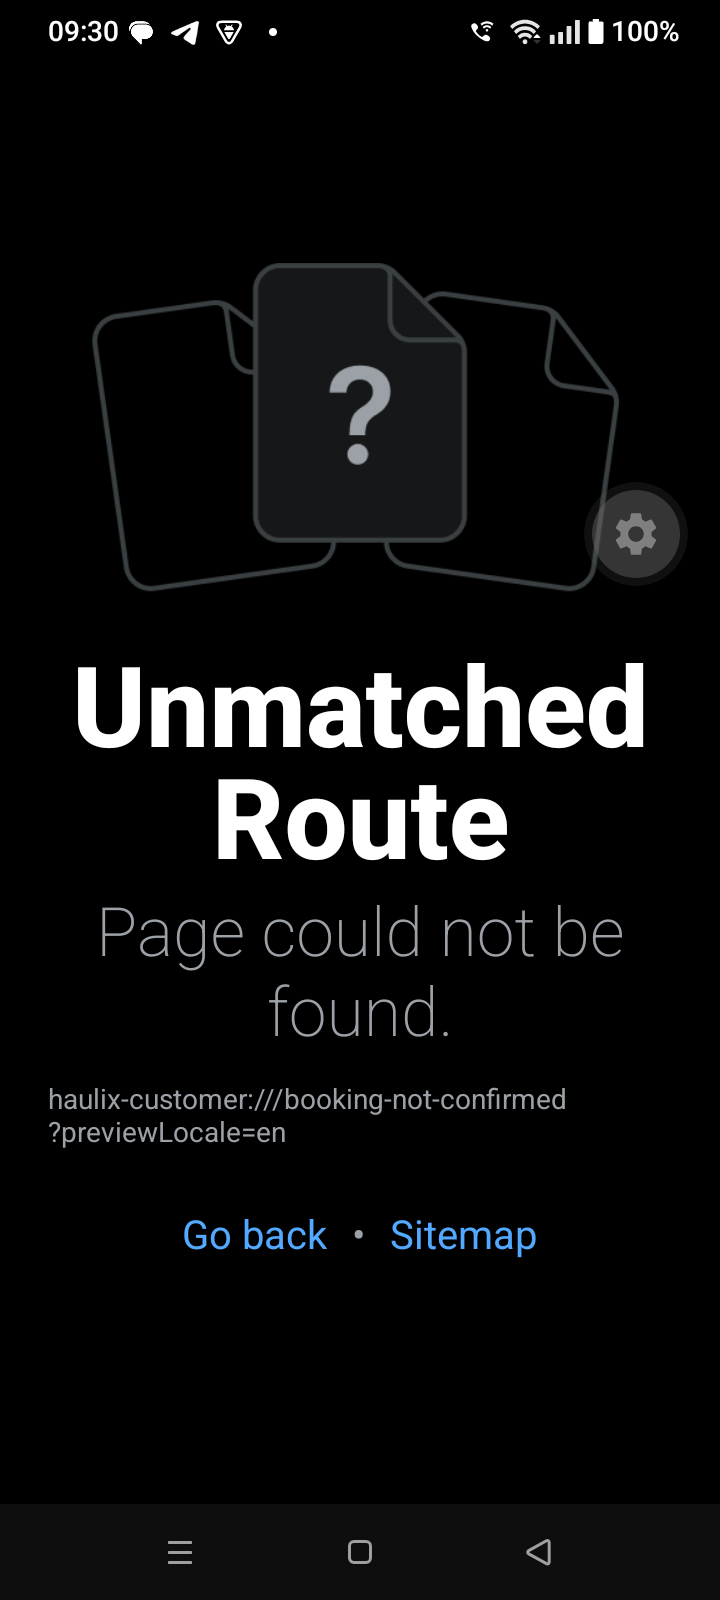 09:30
100%
?
Unmatched
Route
Page could not be
found.
haulix-customer:///booking-not-confirmed
?previewLocale=en
Go back • Sitemap